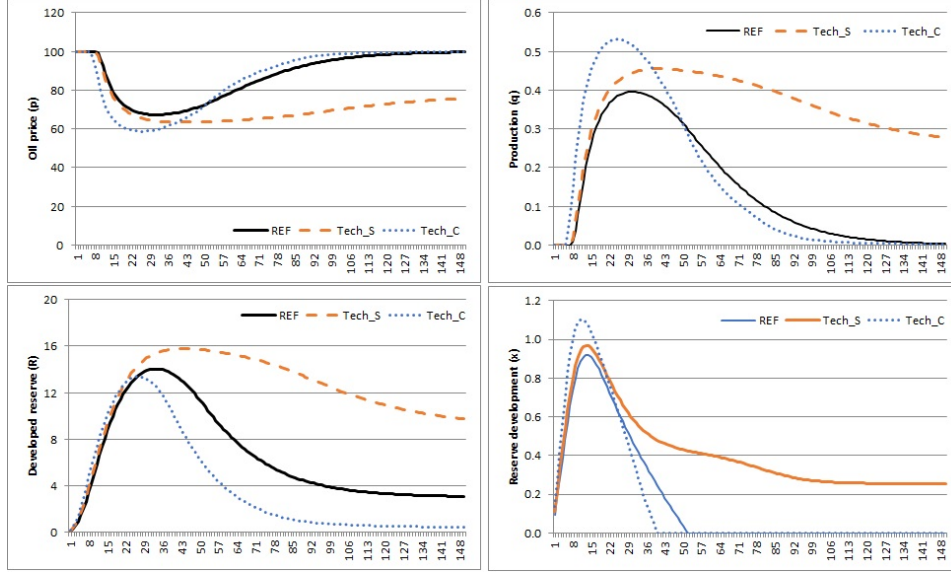 120
100
80
60
40
20
0
Oil price (p)
REF Tech_S Tech_C
1 8 15 22 29 36 43 50 57 64 71 78 85 92 99 106 113 120 127 134 141 148
0.6
0.5
0.4
0.3
0.2
0.1
0.0
Production (q)
REF Tech_S Tech_C
1 8 15 22 29 36 43 50 57 64 71 78 85 92 99 106 113 120 127 134 141 148
20
16
12
8
4
0
Developed reserve (R)
REF Tech_S Tech_C
1 8 15 22 29 36 43 50 57 64 71 78 85 92 99 106 113 120 127 134 141 148
1.2
1.0
0.8
0.6
0.4
0.2
0.0
Reserve development (x)
REF Tech_S Tech_C
1 8 15 22 29 36 43 50 57 64 71 78 85 92 99 106 113 120 127 134 141 148